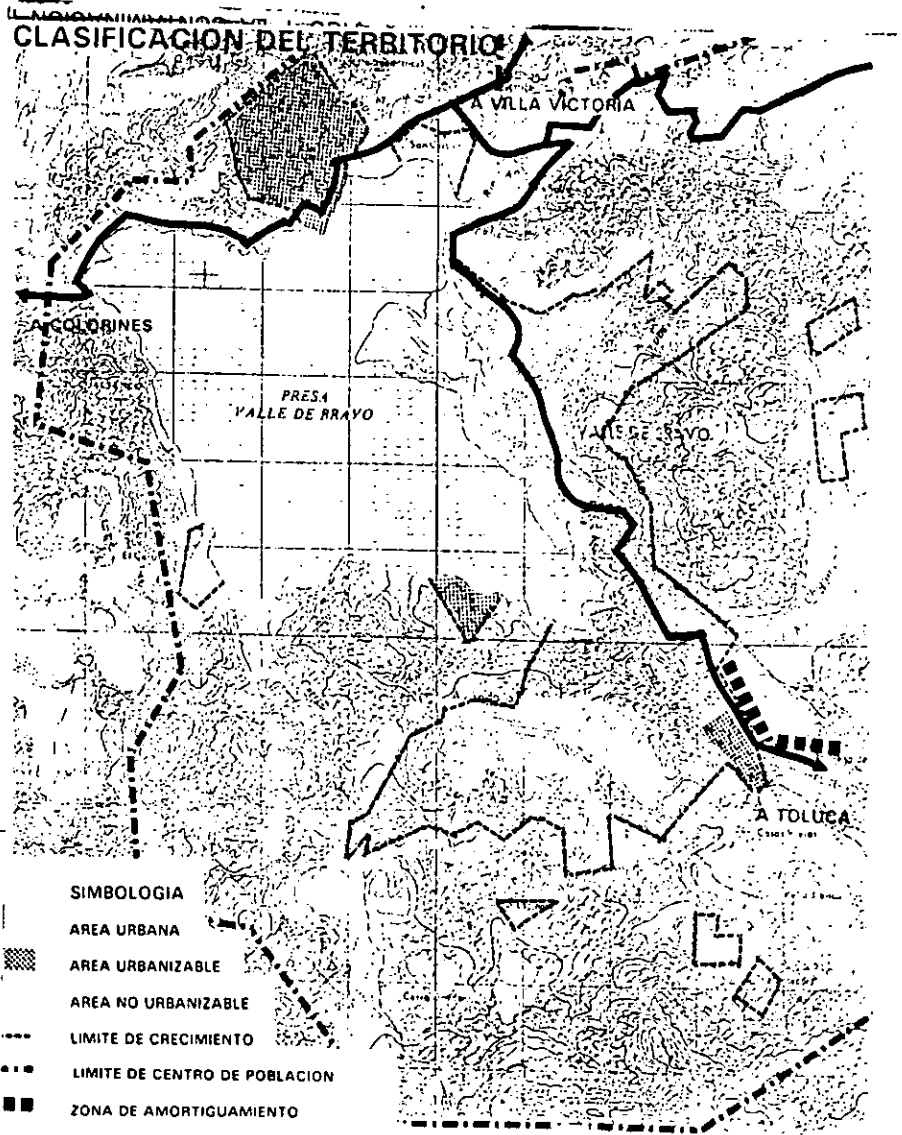 CLASIFICACION DEL TERRITORIO
A VILLA VICTORIA
A COLORINES
PRESA
VALLE DE BRAVO
A TOLUCA
SIMBOLOGIA
AREA URBANA
AREA URBANIZABLE
AREA NO URBANIZABLE
LIMITE DE CRECIMIENTO
LIMITE DE CENTRO DE POBLACION
ZONA DE AMORTIGUAMIENTO